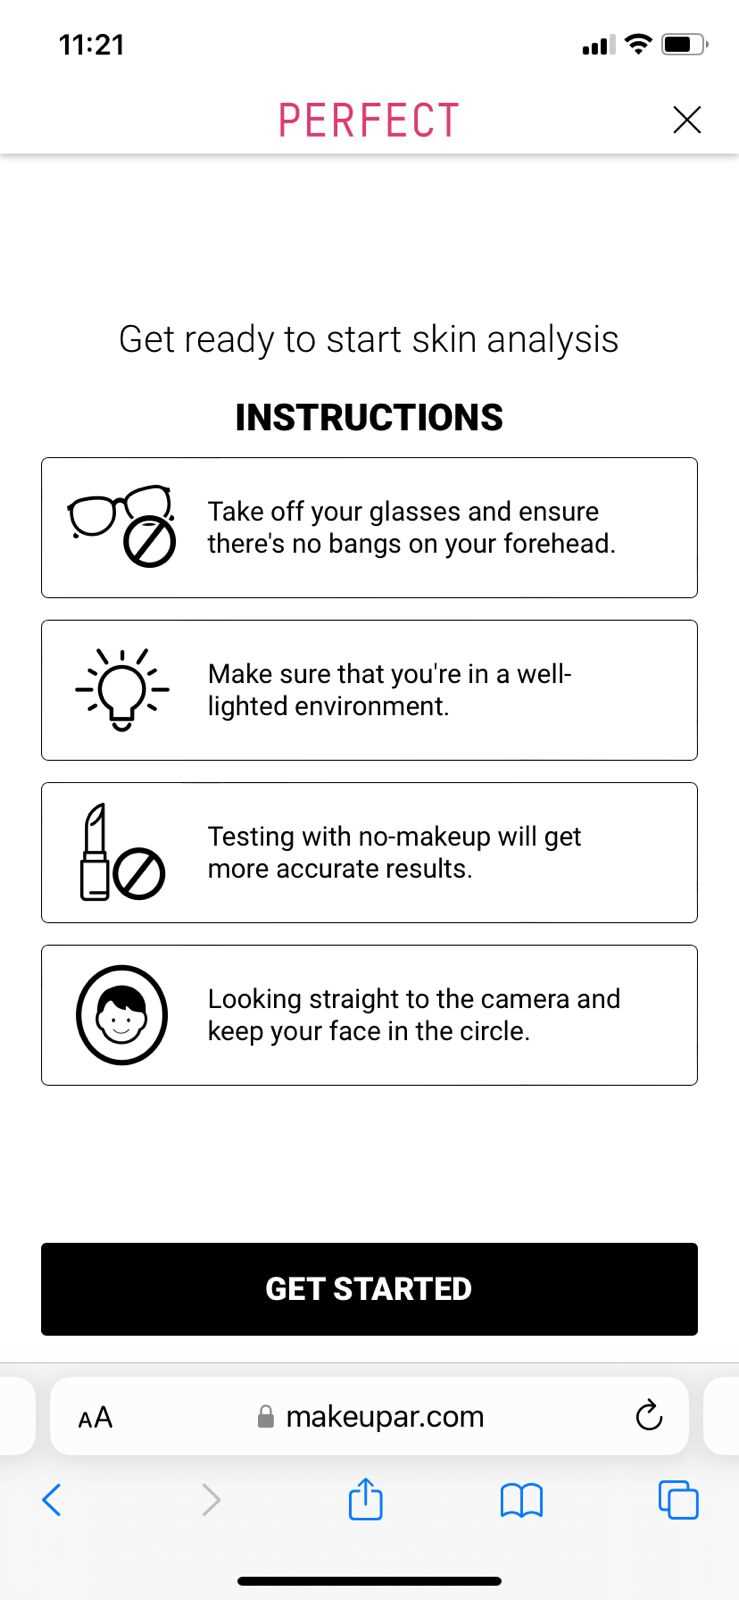 11:21
PERFECT
Get ready to start skin analysis
INSTRUCTIONS
Take off your glasses and ensure
there's no bangs on your forehead.
Make sure that you're in a well-
lighted environment.
Testing with no-makeup will get
more accurate results.
Looking straight to the camera and
keep your face in the circle.
GET STARTED
AA makeupar.com